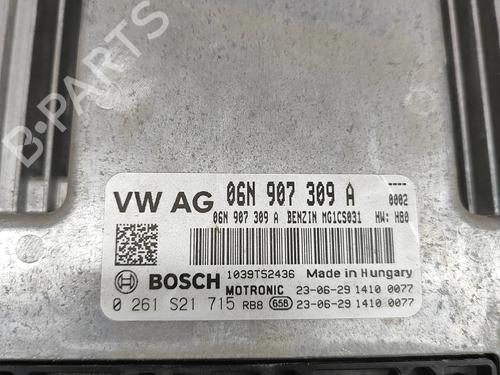 B-PARTS
VW AG 06N 907 309 A ----
0002
06N 907 309 A BENZIN MG1CS031 HW: H80
BOSCH 1039T52436 Made in Hungary
MOTRONIC 23-06-29 1410 0077
0 261 S21 715 RB8 658 23-06-29 1410 0077